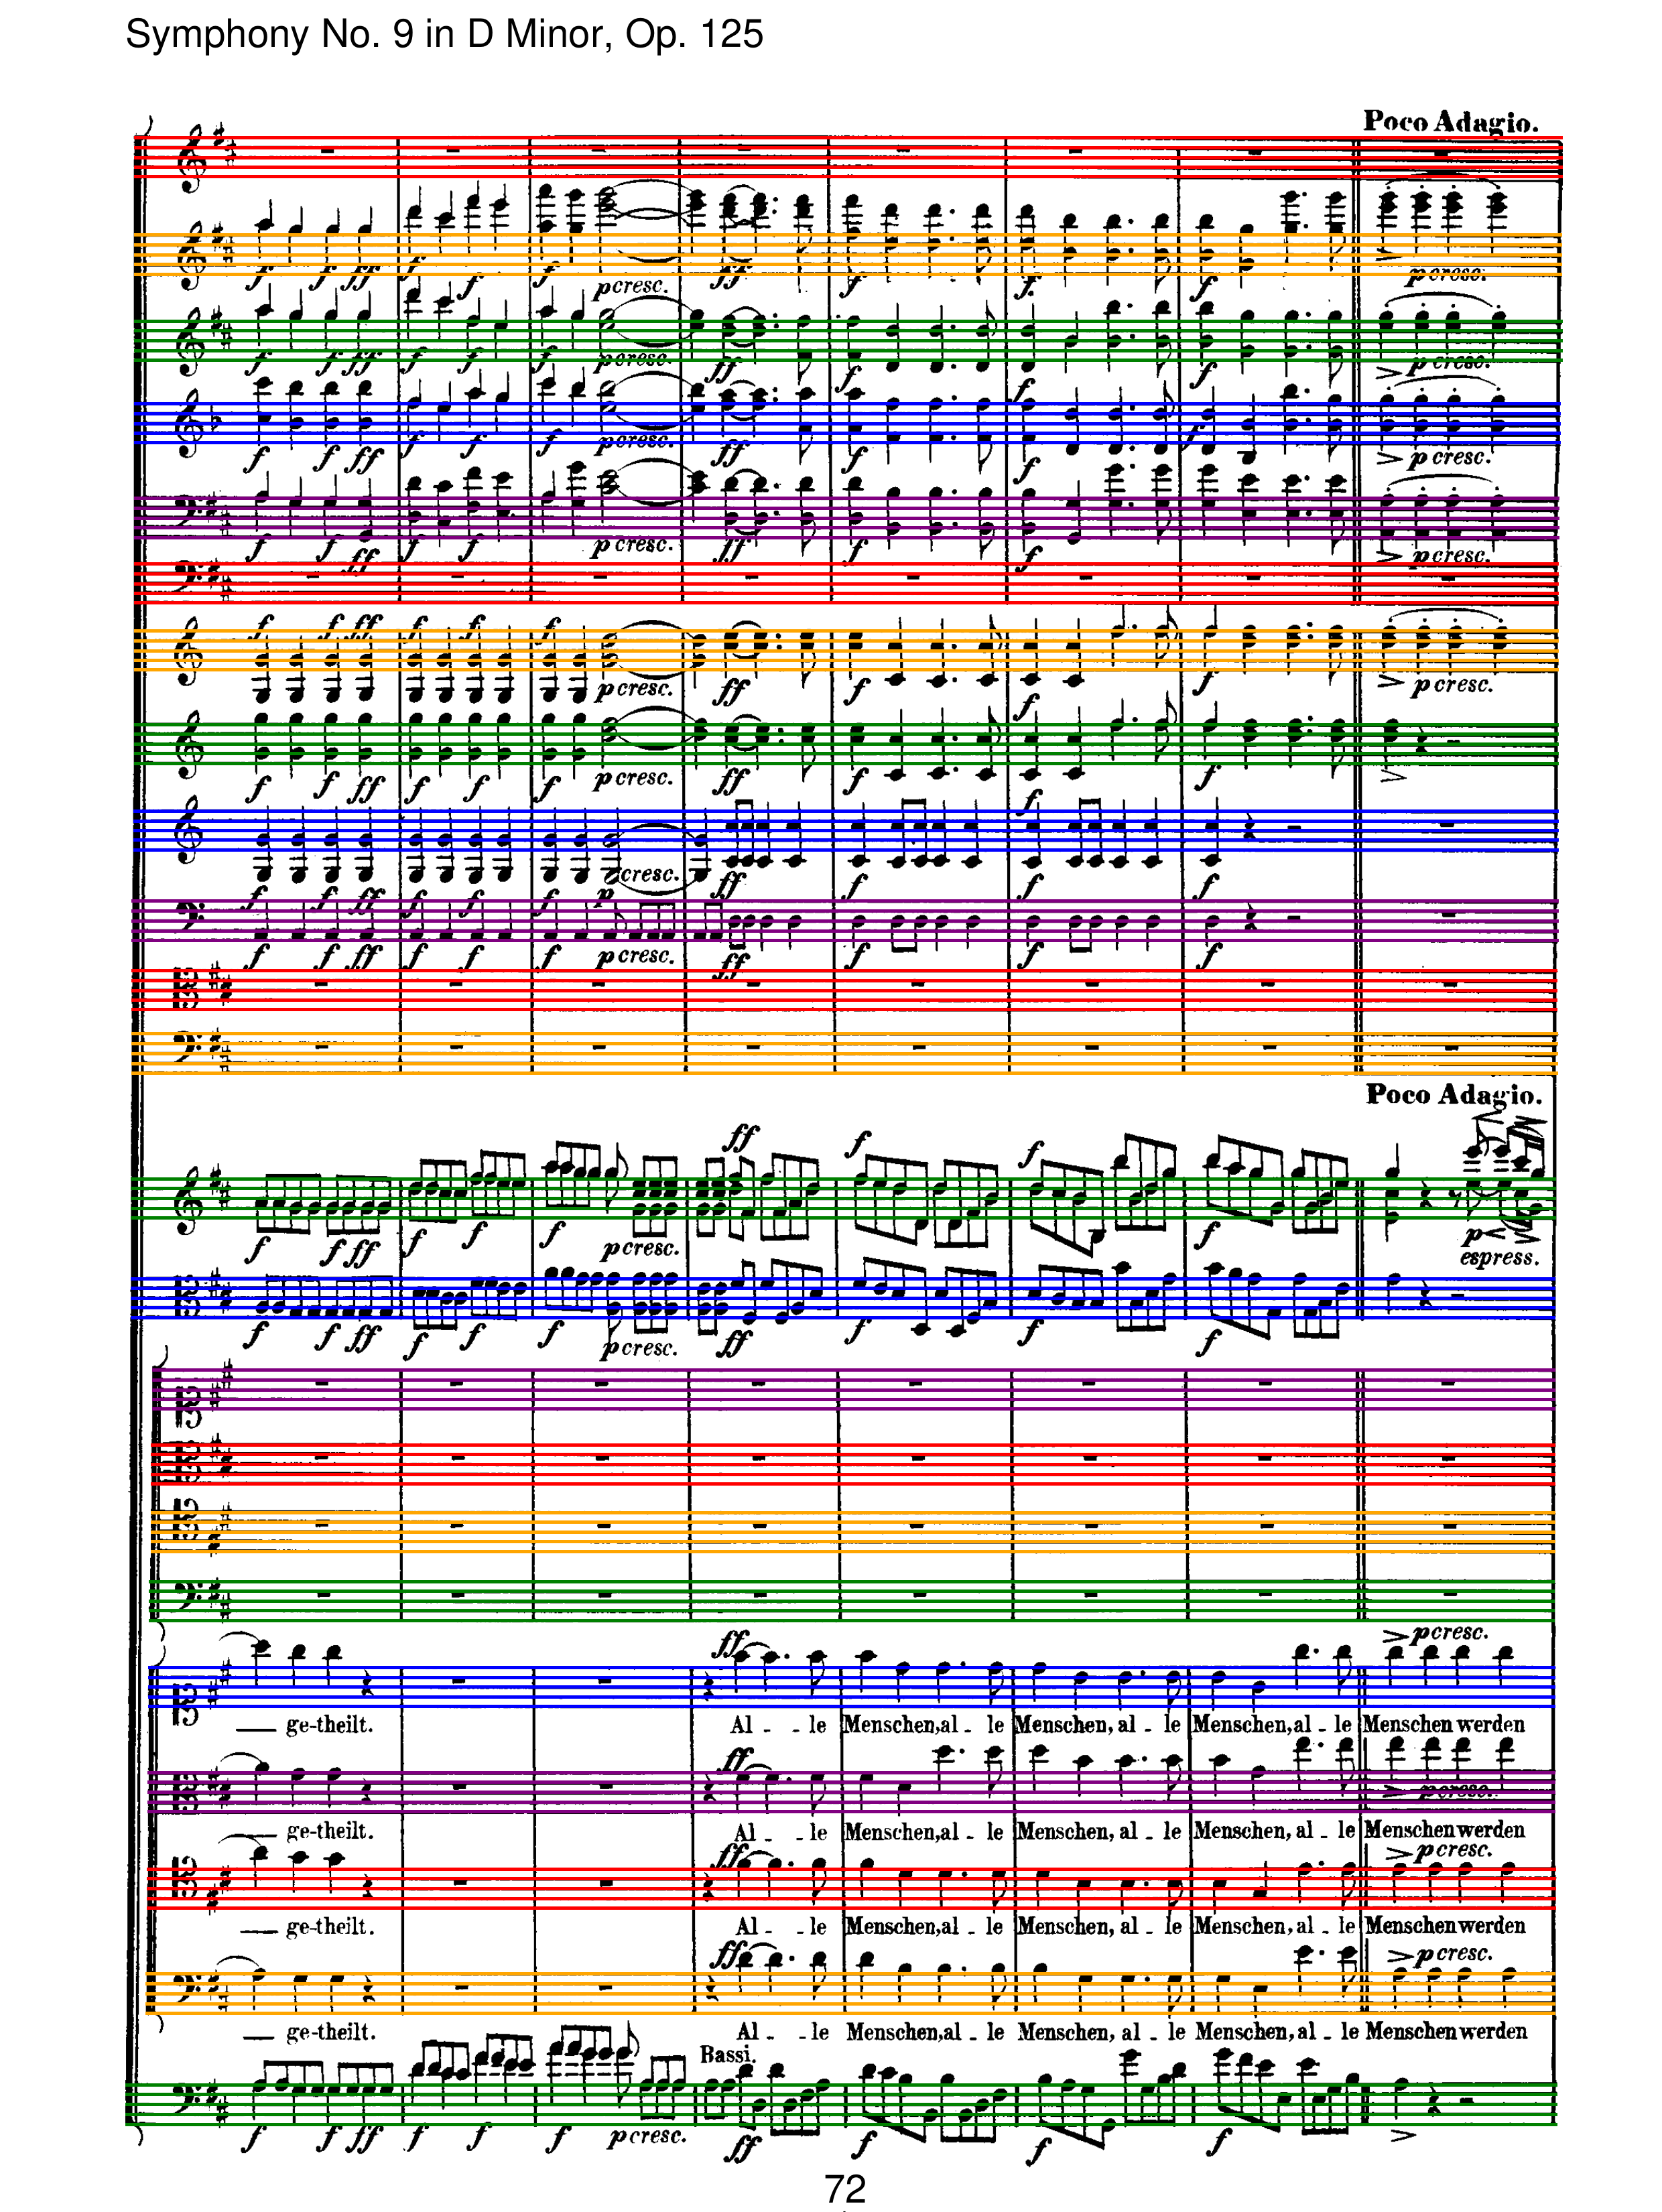 Symphony No. 9 in D Minor, Op. 125
Poco Adagio.
f f ff f f f p cresc. ff f f. f p cresc.
f f ff f f f p cresc. ff f f f p cresc.
f f ff f f f p cresc. ff f f f p cresc.
f f ff f f f p cresc. ff f f p cresc.
f f ff f f f
p cresc. ff f f f p cresc.
f f ff f f f p cresc. ff f f f
f f ff f f f p cresc. ff f f f
f f ff f f f p cresc. ff f f f
Poco Adagio.
ff f f
f f ff f f f p cresc. f p espress.
f f ff f f f p cresc. ff f f f
ff p cresc.
ge-theilt. Al - - le Menschen, al - le Menschen, al - le Menschen, al - le Menschen werden
ff p cresc.
ge-theilt. Al - - le Menschen, al - le Menschen, al - le Menschen, al - le Menschen werden
ff p cresc.
ge-theilt. Al - - le Menschen, al - le Menschen, al - le Menschen, al - le Menschen werden
ff p cresc.
ge-theilt. Al - - le Menschen, al - le Menschen, al - le Menschen, al - le Menschen werden
Bassi.
f f ff f f f p cresc. ff f f f
72